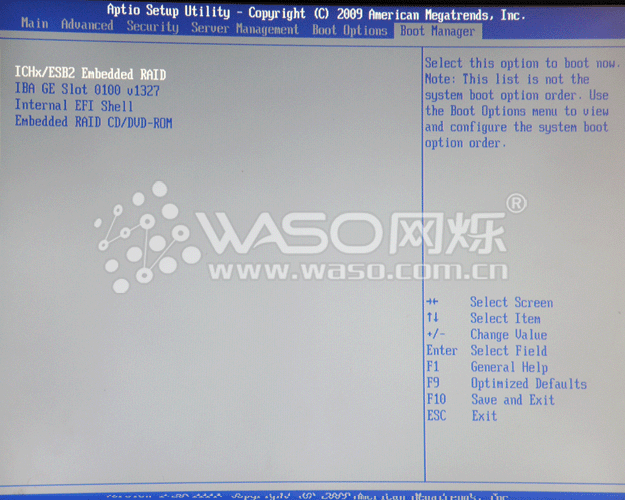 Aptio Setup Utility - Copyright (C) 2009 American Megatrends, Inc.
Main Advanced Security Server Management Boot Options Boot Manager
ICHx/ESB2 Embedded RAID
IBA GE Slot 0100 v1327
Internal EFI Shell
Embedded RAID CD/DVD-ROM
Select this option to boot now.
Note: This list is not the
system boot option order. Use
the Boot Options menu to view
and configure the system boot
option order.
WASO网烁®
www.waso.com.cn
Select Screen
↑↓ Select Item
+/- Change Value
Enter Select Field
F1 General Help
F9 Optimized Defaults
F10 Save and Exit
ESC Exit